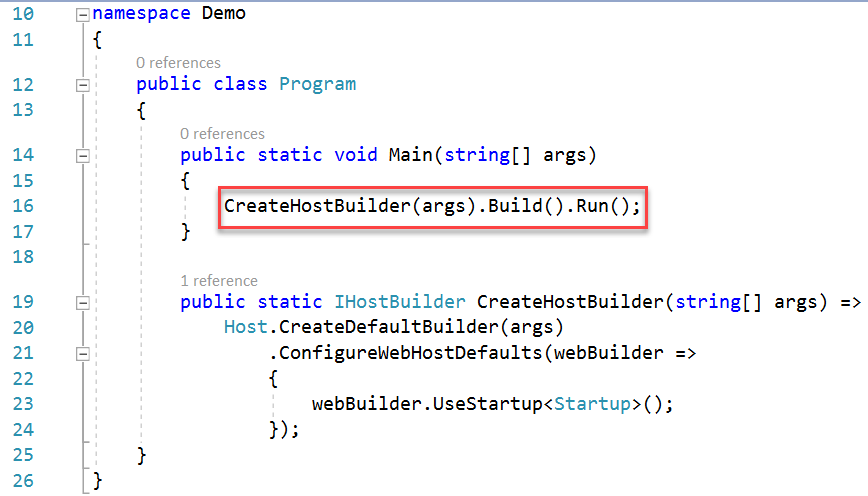 10 namespace Demo
11 {
0 references
12 public class Program
13 {
0 references
14 public static void Main(string[] args)
15 {
16 CreateHostBuilder(args).Build().Run();
17 }
18
1 reference
19 public static IHostBuilder CreateHostBuilder(string[] args) =>
20 Host.CreateDefaultBuilder(args)
21 .ConfigureWebHostDefaults(webBuilder =>
22 {
23 webBuilder.UseStartup<Startup>();
24 });
25 }
26 }